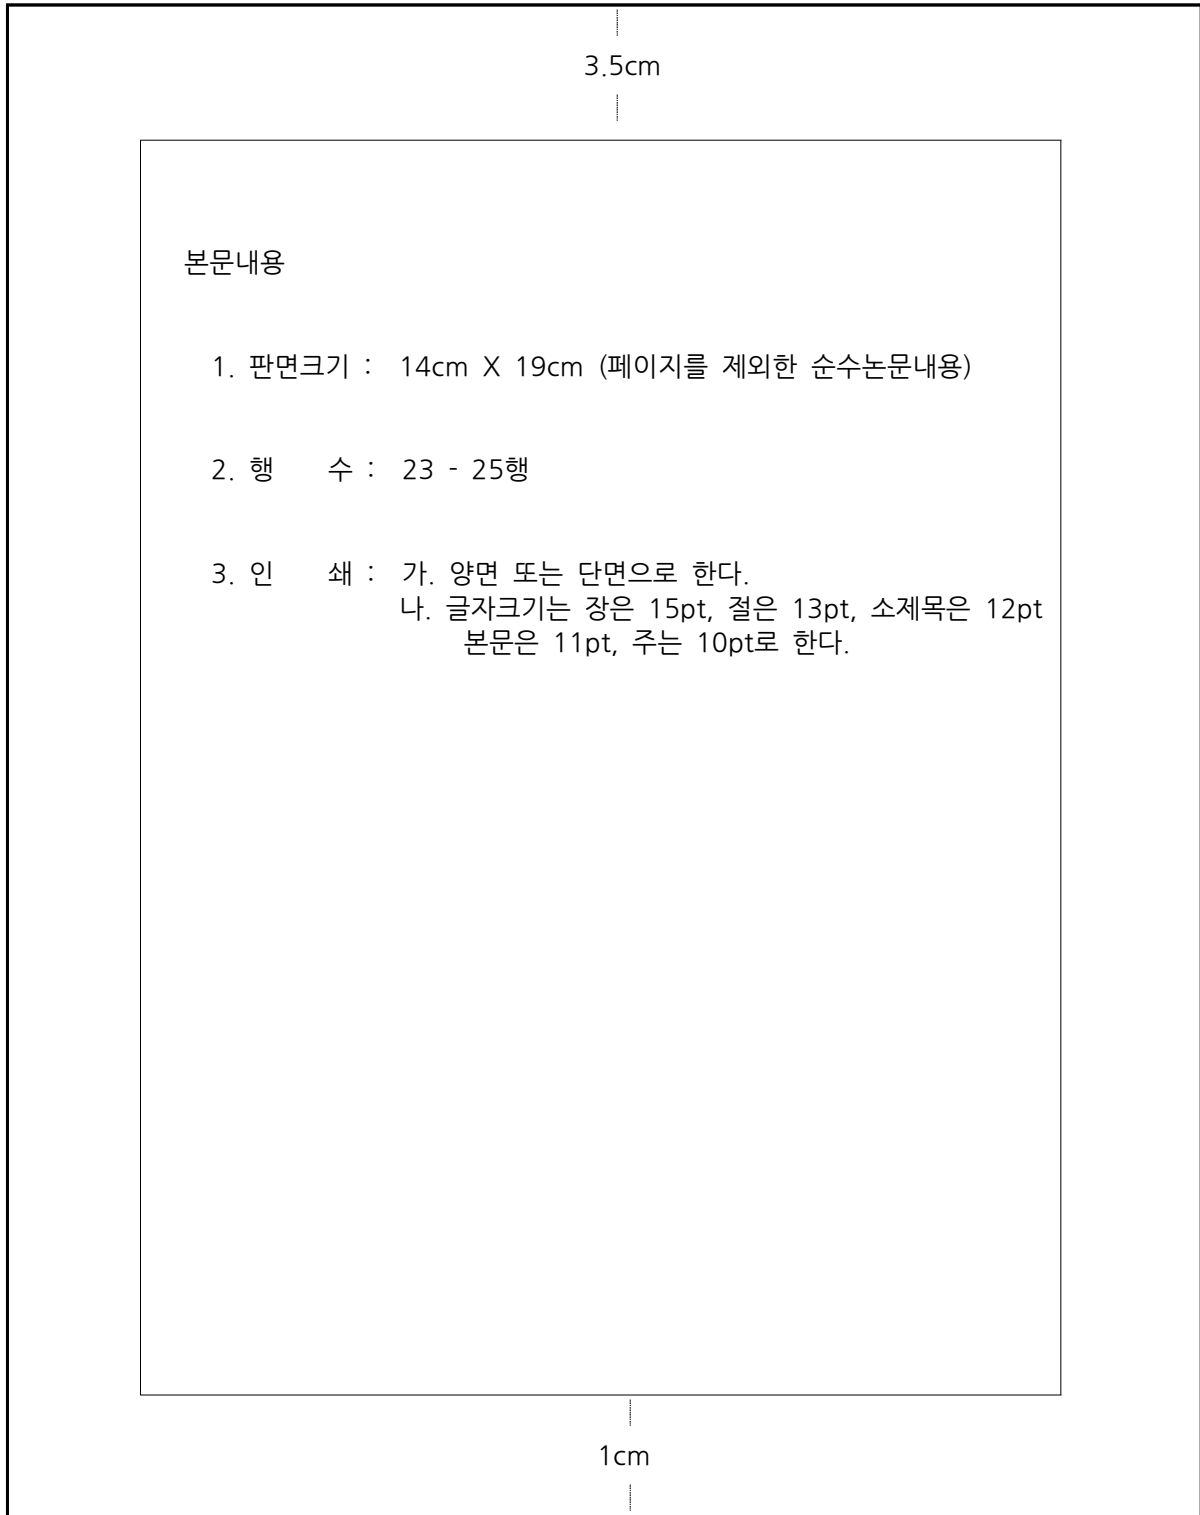 3.5cm
본문내용
1. 판면크기 : 14cm X 19cm (페이지를 제외한 순수논문내용)
2. 행 수 : 23 - 25행
3. 인 쇄 : 가. 양면 또는 단면으로 한다.
나. 글자크기는 장은 15pt, 절은 13pt, 소제목은 12pt
본문은 11pt, 주는 10pt로 한다.
1cm